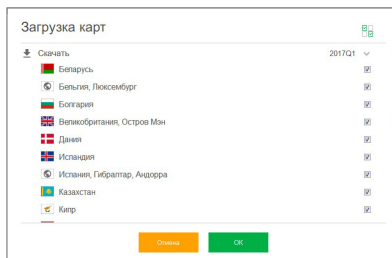 Загрузка карт
Скачать 2017Q1
Беларусь
Бельгия, Люксембург
Болгария
Великобритания, Остров Мэн
Дания
Исландия
Испания, Гибралтар, Андорра
Казахстан
Кипр
Отмена ОК